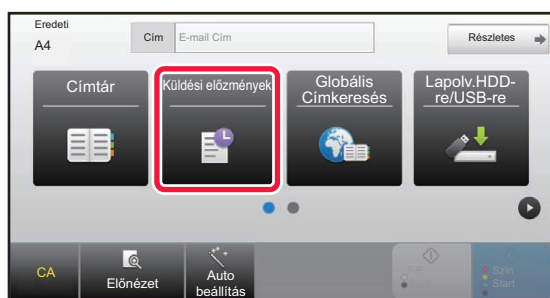 Eredeti
A4
Cím
E-mail Cím
Részletes
Címtár
Küldési előzmények
Globális
Címkeresés
Lapolv.HDD-
re/USB-re
CA
Előnézet
Auto
beállítás
Szín
Start